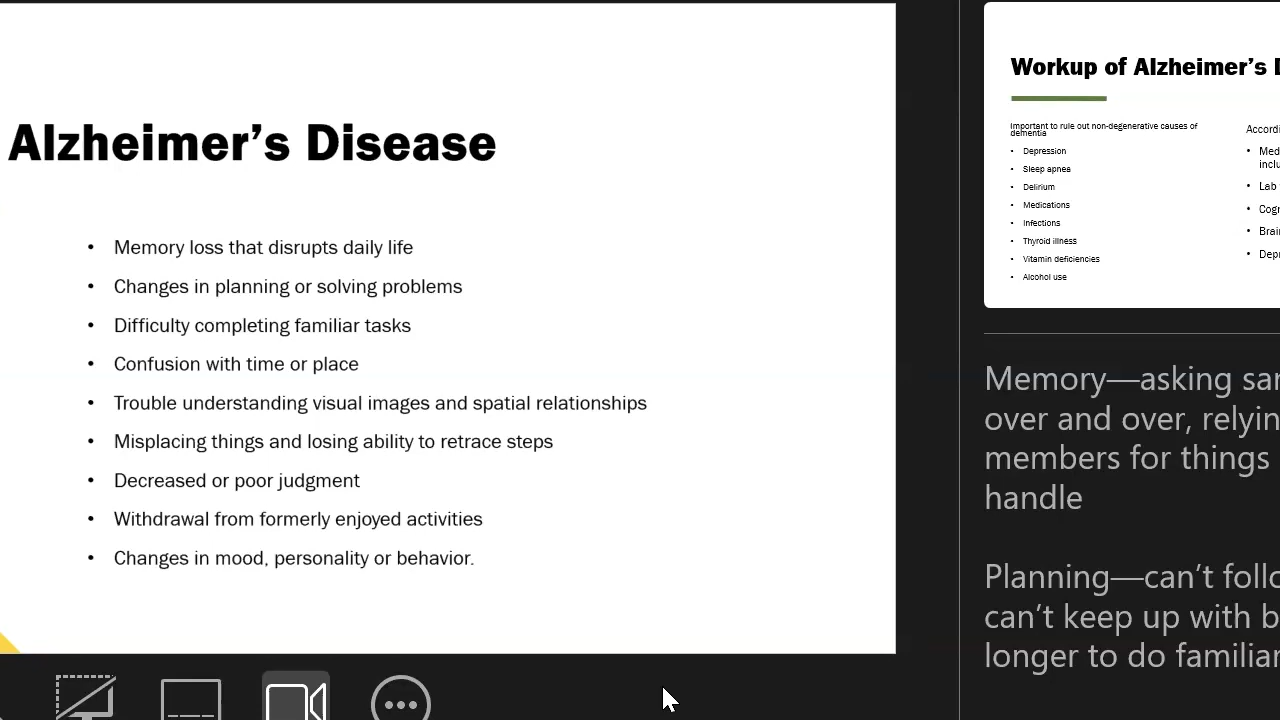 Alzheimer’s Disease
• Memory loss that disrupts daily life
• Changes in planning or solving problems
• Difficulty completing familiar tasks
• Confusion with time or place
• Trouble understanding visual images and spatial relationships
• Misplacing things and losing ability to retrace steps
• Decreased or poor judgment
• Withdrawal from formerly enjoyed activities
• Changes in mood, personality or behavior.
Workup of Alzheimer’s
Important to rule out non-degenerative causes of
dementia
• Depression
• Sleep apnea
• Delirium
• Medications
• Infections
• Thyroid illness
• Vitamin deficiencies
• Alcohol use
•
•
• Lab
•
•
•
Memory—asking
over and over,
members for things
handle
Planning—can’t
can’t keep up with
longer to do